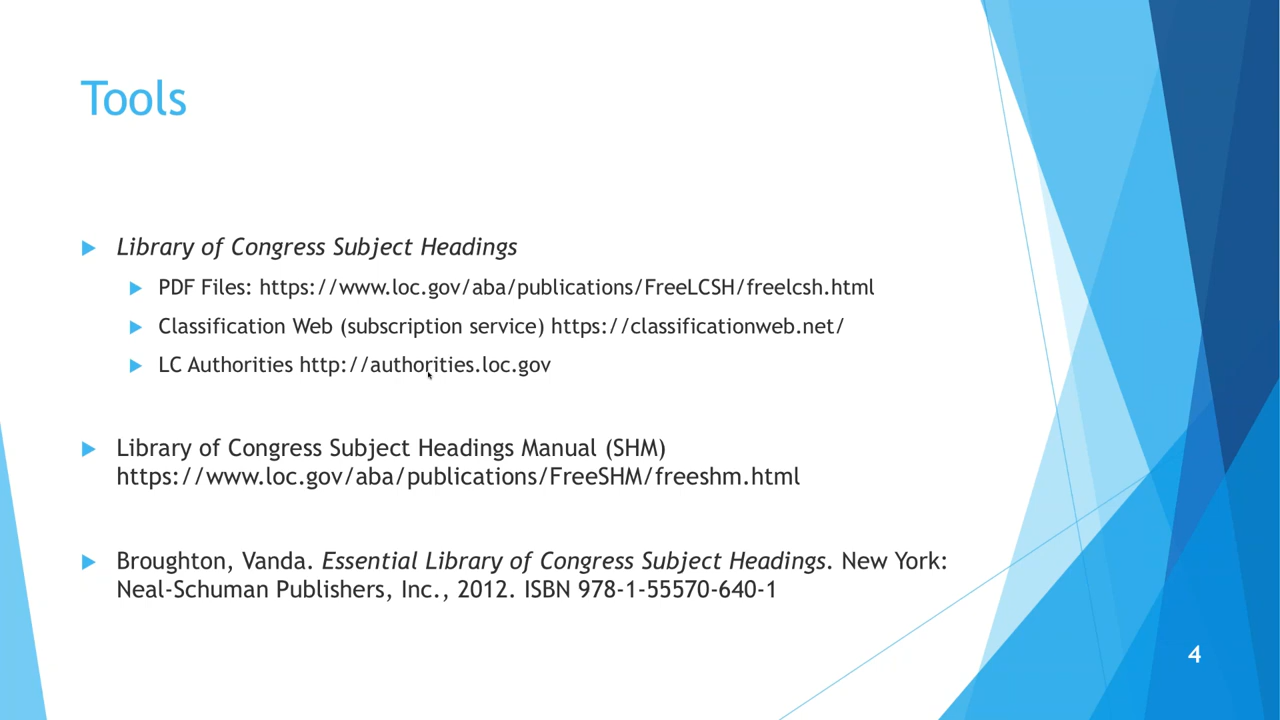 Tools
Library of Congress Subject Headings
PDF Files: https://www.loc.gov/aba/publications/FreeLCSH/freelcsh.html
Classification Web (subscription service) https://classificationweb.net/
LC Authorities http://authorities.loc.gov
Library of Congress Subject Headings Manual (SHM)
https://www.loc.gov/aba/publications/FreeSHM/freeshm.html
Broughton, Vanda. Essential Library of Congress Subject Headings. New York:
Neal-Schuman Publishers, Inc., 2012. ISBN 978-1-55570-640-1
4